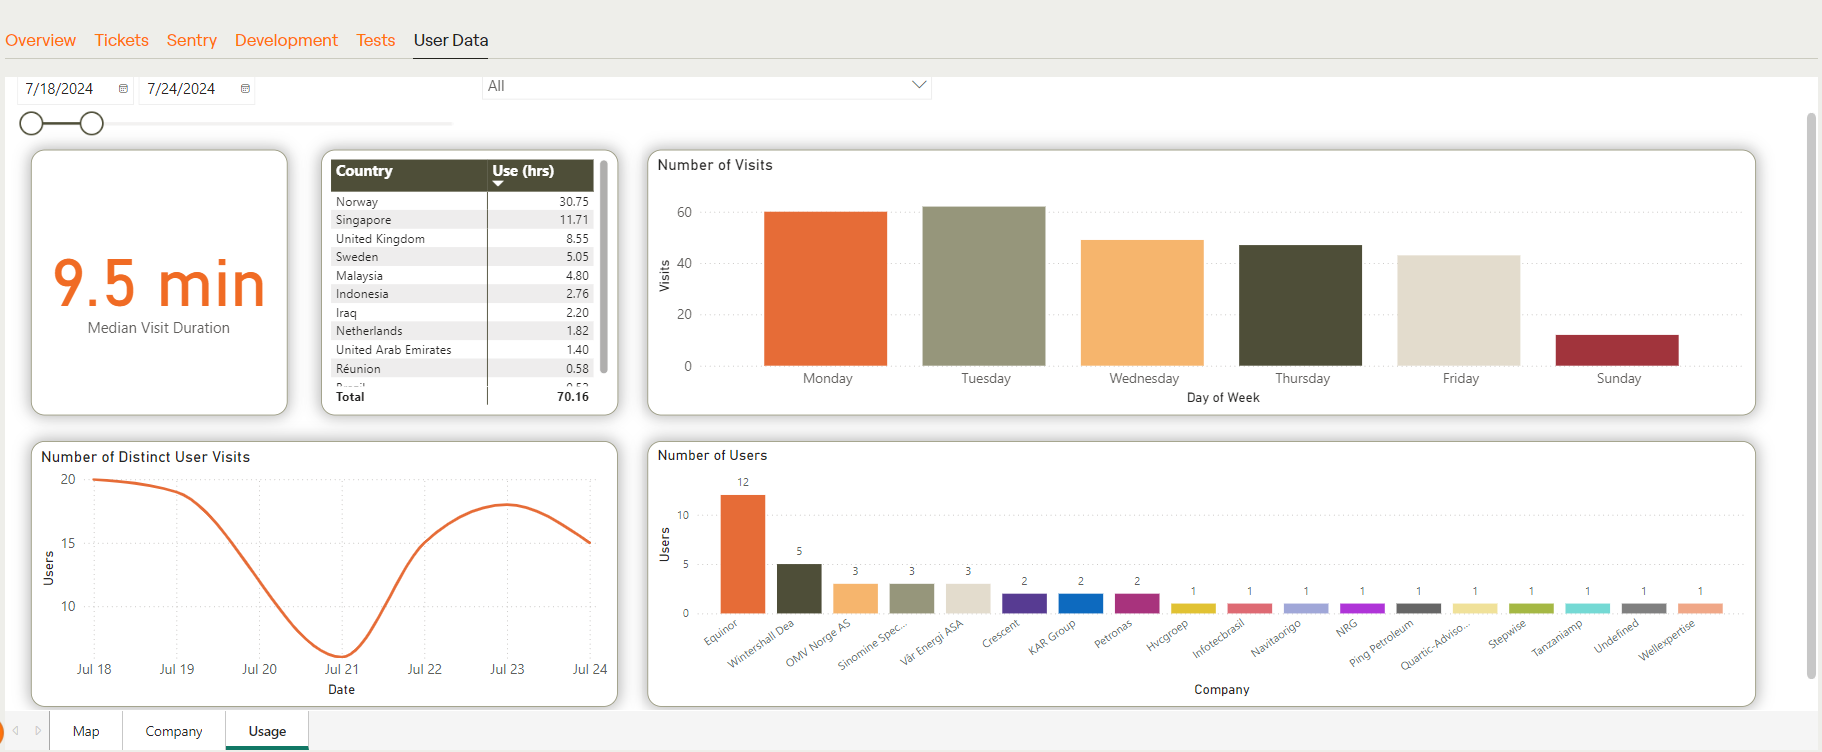 Overview Tickets Sentry Development Tests User Data
7/18/2024 7/24/2024 All
9.5 min
Median Visit Duration
Country Use (hrs)
Norway 30.75
Singapore 11.71
United Kingdom 8.55
Sweden 5.05
Malaysia 4.80
Indonesia 2.76
Iraq 2.20
Netherlands 1.82
United Arab Emirates 1.40
Réunion 0.58
Total 70.16
Number of Visits
Visits
60
40
20
0
Monday Tuesday Wednesday Thursday Friday Sunday
Day of Week
Number of Distinct User Visits
Users
20
15
10
Jul 18 Jul 19 Jul 20 Jul 21 Jul 22 Jul 23 Jul 24
Date
Number of Users
Users
10
5
0
12 5 3 3 3 2 2 2 1 1 1 1 1 1 1 1 1 1
Equinor
Wintershall Dea
OMV Norge AS
Sinomine Spec...
Vår Energi ASA
Crescent
KAR Group
Petronas
Hvcgroep
Infotecbrasil
Navitaorigo
NRG
Ping Petroleum
Quartic-Adviso...
Stepwise
Tanzaniamp
Undefined
Wellexpertise
Company
Map Company Usage